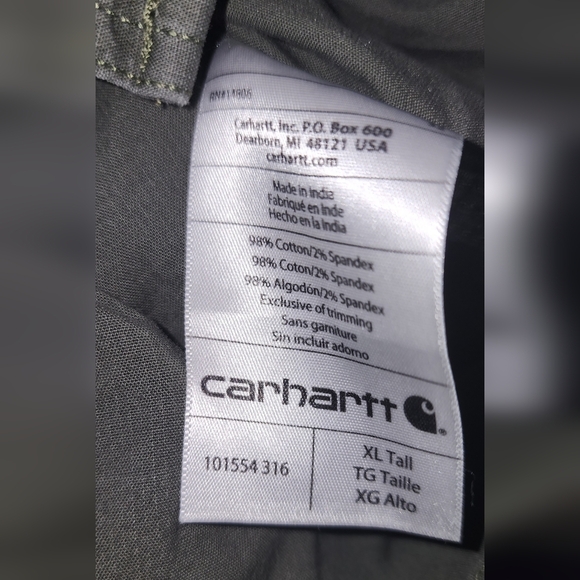 RN#14806
Carhartt, Inc. P.O. Box 600
Dearborn, MI 48121 USA
carhartt.com
Made in India
Fabriqué en Inde
Hecho en la India
98% Cotton/2% Spandex
98% Coton/2% Spandex
98% Algodón/2% Spandex
Exclusive of trimming
Sans garniture
Sin incluir adorno
carhartt
101554 316
XL Tall
TG Taille
XG Alto